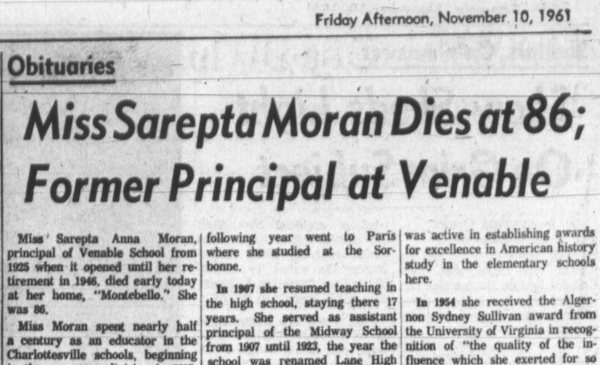 Friday Afternoon, November 10, 1961
Obituaries
Miss Sarepta Moran Dies at 86;
Former Principal at Venable
Miss Sarepta Anna Moran,
principal of Venable School from
1925 when it opened until her re-
tirement in 1946, died early today
at her home, "Montebello." She
was 86.
Miss Moran spent nearly half
a century as an educator in the
Charlottesville schools, beginning
following year went to Paris
where she studied at the Sor-
bonne.
In 1907 she resumed teaching in
the high school, staying there 17
years. She served as assistant
principal of the Midway School
from 1907 until 1923, the year the
school was renamed Lane High
was active in establishing awards
for excellence in American history
study in the elementary schools
here.
In 1954 she received the Alger-
non Sydney Sullivan award from
the University of Virginia in recog-
nition of "the quality of the in-
fluence which she exerted for so